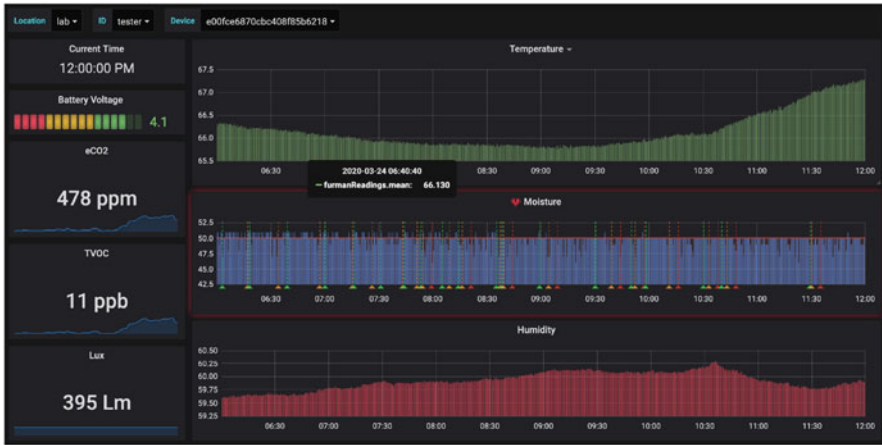 Location lab ID tester Device e00fce6870cbc408f85b6218
Current Time
12:00:00 PM
Battery Voltage
4.1
eCO2
478 ppm
TVOC
11 ppb
Lux
395 Lm
Temperature
67.5
67.0
66.5
66.0
65.5
06:30 08:30 09:00 09:30 10:00 10:30 11:00 11:30 12:00
2020-03-24 06:40:40
furmanReadings.mean: 66.130
Moisture
52.5
50.0
47.5
45.0
42.5
06:30 07:00 07:30 08:00 08:30 09:00 09:30 10:00 10:30 11:00 11:30 12:00
Humidity
60.50
60.25
60.00
59.75
59.50
59.25
06:30 07:00 07:30 08:00 08:30 09:00 09:30 10:00 10:30 11:00 11:30 12:00